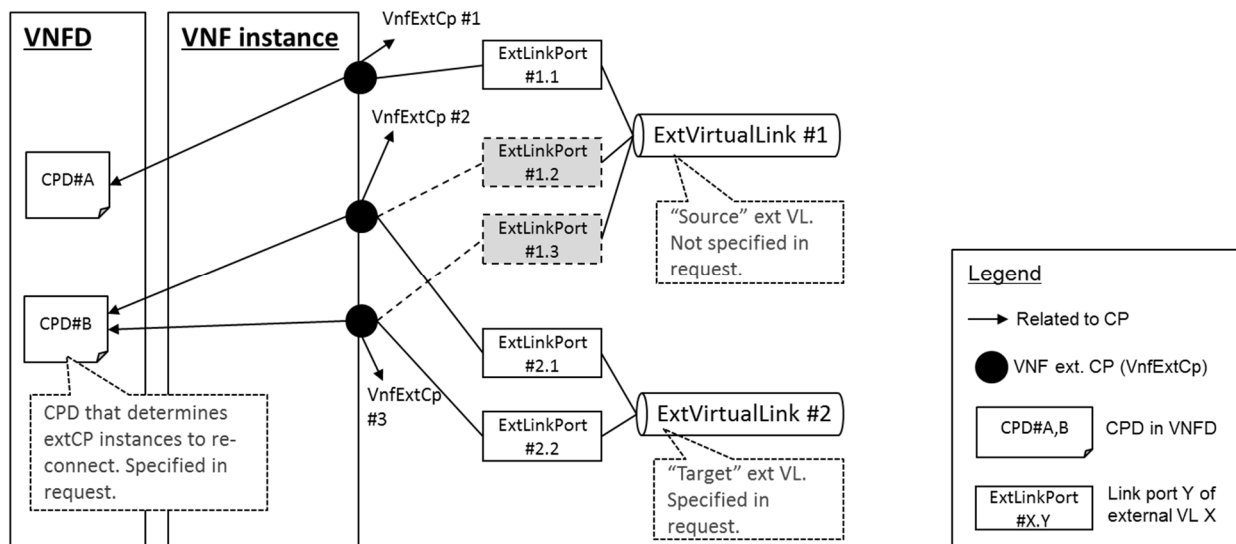 VNFD
VNF instance
VnfExtCp #1
ExtLinkPort
#1.1
VnfExtCp #2
ExtVirtualLink #1
ExtLinkPort
#1.2
CPD#A
"Source" ext VL.
Not specified in
request.
ExtLinkPort
#1.3
CPD#B
ExtLinkPort
#2.1
VnfExtCp
#3
ExtVirtualLink #2
ExtLinkPort
#2.2
CPD that determines
extCP instances to re-
connect. Specified in
request.
"Target" ext VL.
Specified in
request.
Legend
Related to CP
VNF ext. CP (VnfExtCp)
CPD#A,B
CPD in VNFD
ExtLinkPort
#X.Y
Link port Y of
external VL X